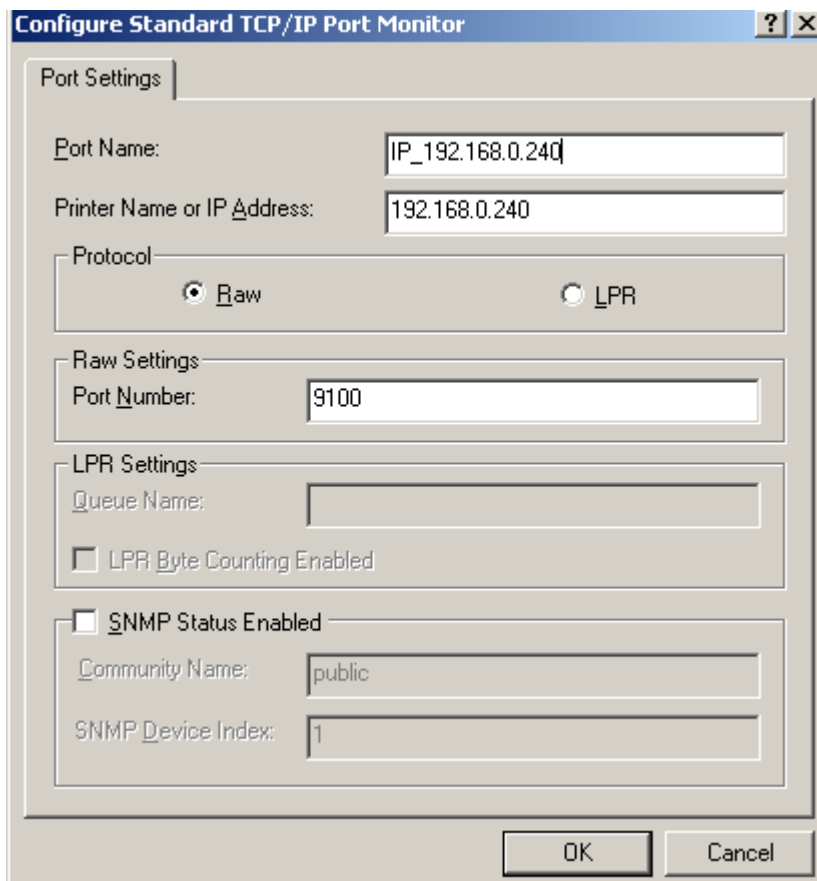 Configure Standard TCP/IP Port Monitor
Port Settings
Port Name: IP_192.168.0.240
Printer Name or IP Address: 192.168.0.240
Protocol
Raw LPR
Raw Settings
Port Number: 9100
LPR Settings
Queue Name:
LPR Byte Counting Enabled
SNMP Status Enabled
Community Name: public
SNMP Device Index: 1
OK Cancel